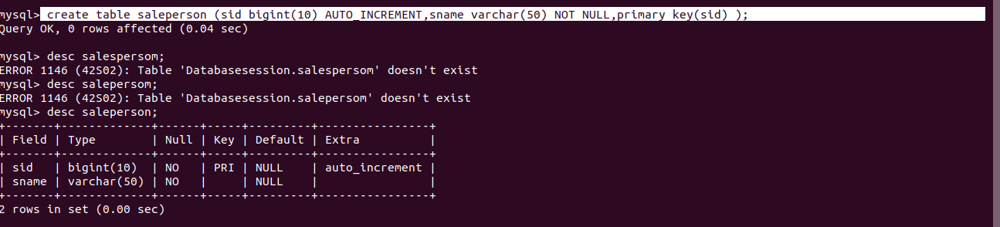 mysql> create table saleperson (sid bigint(10) AUTO_INCREMENT,sname varchar(50) NOT NULL,primary key(sid) );
Query OK, 0 rows affected (0.04 sec)
mysql> desc salespersom;
ERROR 1146 (42S02): Table 'Databasesession.salespersom' doesn't exist
mysql> desc salepersom;
ERROR 1146 (42S02): Table 'Databasesession.salepersom' doesn't exist
mysql> desc saleperson;
+-------+-------------+------+-----+---------+----------------+
| Field | Type        | Null | Key | Default | Extra          |
+-------+-------------+------+-----+---------+----------------+
| sid   | bigint(10)  | NO   | PRI | NULL    | auto_increment |
| sname | varchar(50) | NO   |     | NULL    |                |
+-------+-------------+------+-----+---------+----------------+
2 rows in set (0.00 sec)